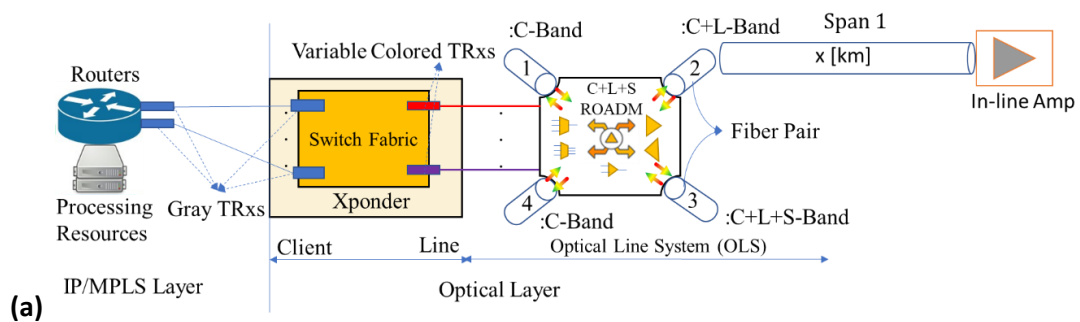 :C-Band
:C+L-Band
Span 1
Variable Colored TRxs
Routers
1
2
x [km]
C+L+S
ROADM
In-line Amp
Switch Fabric
Fiber Pair
Processing
Resources
Gray TRxs
Xponder
4
3
:C-Band
:C+L+S-Band
Client
Line
Optical Line System (OLS)
IP/MPLS Layer
Optical Layer
(a)